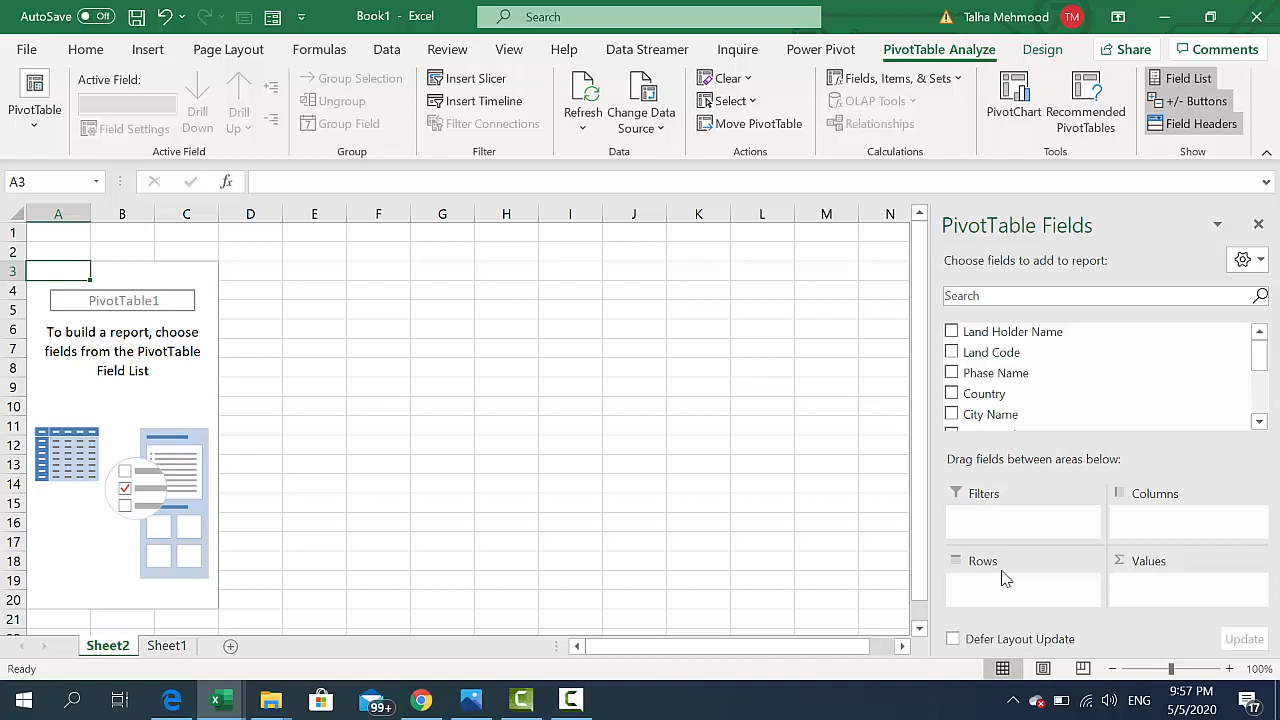 AutoSave Off Book1 - Excel Search Talha Mehmood TM
File Home Insert Page Layout Formulas Data Review View Help Data Streamer Inquire Power Pivot PivotTable Analyze Design Share Comments
PivotTable
Active Field:
Field Settings
Drill
Down
Drill
Up
Active Field
Group Selection
Ungroup
Group Field
Group
Insert Slicer
Insert Timeline
Filter Connections
Filter
Refresh
Change Data
Source
Data
Clear
Select
Move PivotTable
Actions
Fields, Items, & Sets
OLAP Tools
Relationships
Calculations
PivotChart
Recommended
PivotTables
Tools
Field List
+/- Buttons
Field Headers
Show
A3 fx
A B C D E F G H I J K L M N
1
2
3
4
5
6
7
8
9
10
11
12
13
14
15
16
17
18
19
20
21
PivotTable1
To build a report, choose
fields from the PivotTable
Field List
PivotTable Fields
Choose fields to add to report:
Search
Land Holder Name
Land Code
Phase Name
Country
City Name
Drag fields between areas below:
Filters Columns
Rows Σ Values
Defer Layout Update Update
Sheet2 Sheet1
Ready 100%
99+ ENG 9:57 PM
5/5/2020 17